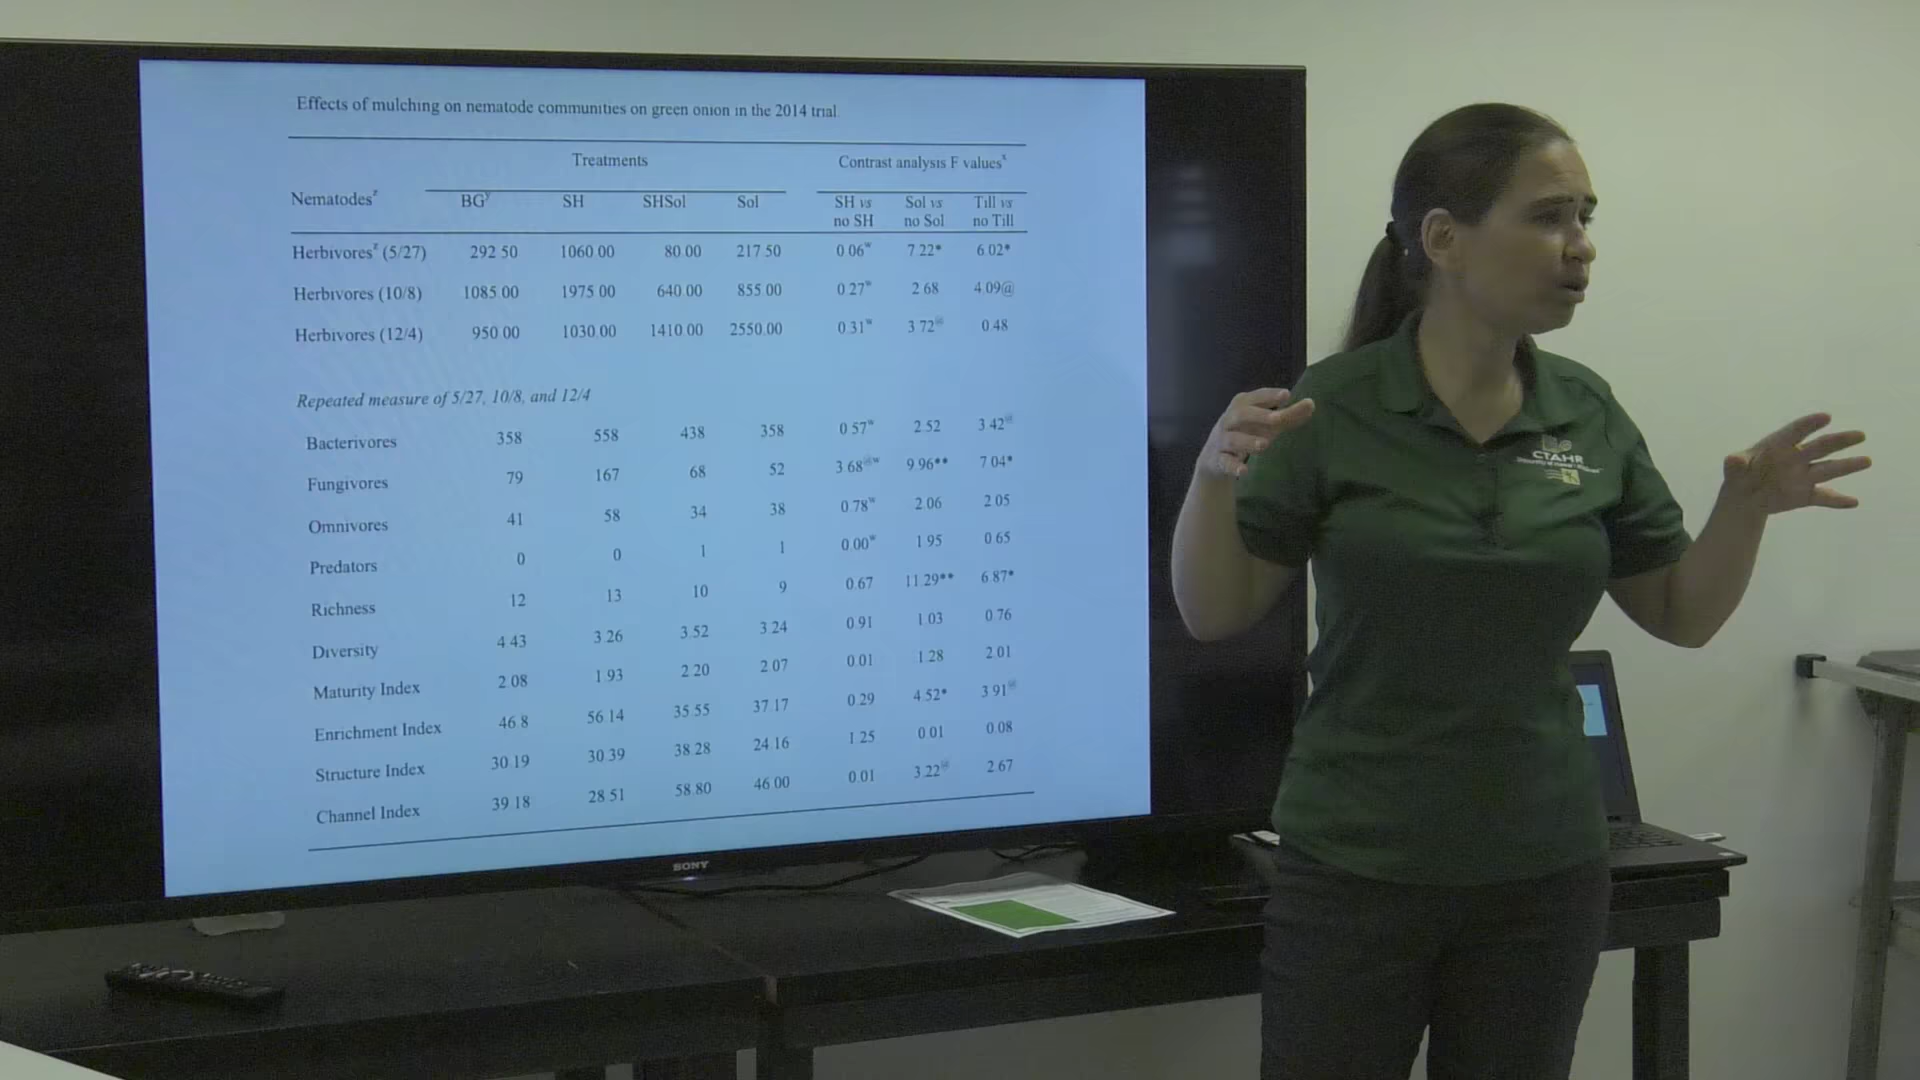 Effects of mulching on nematode communities on green onion in the 2014 trial
Treatments Contrast analysis F valuesˣ
Nematodesᶻ BGʸ SH SHSol Sol SH vs no SH Sol vs no Sol Till vs no Till
Herbivoresᶻ (5/27) 292.50 1060.00 80.00 217.50 0.06ʷ 7.22* 6.02*
Herbivores (10/8) 1085.00 1975.00 640.00 855.00 0.27ʷ 2.68 4.09@
Herbivores (12/4) 950.00 1030.00 1410.00 2550.00 0.31ʷ 3.72@ 0.48
Repeated measure of 5/27, 10/8, and 12/4
Bacterivores 358 558 438 358 0.57ʷ 2.52 3.42@
Fungivores 79 167 68 52 3.68@ʷ 9.96** 7.04*
Omnivores 41 58 34 38 0.78ʷ 2.06 2.05
Predators 0 0 1 1 0.00ʷ 1.95 0.65
Richness 12 13 10 9 0.67 11.29** 6.87*
Diversity 4.43 3.26 3.52 3.24 0.91 1.03 0.76
Maturity Index 2.08 1.93 2.20 2.07 0.01 1.28 2.01
Enrichment Index 46.8 56.14 35.55 37.17 0.29 4.52* 3.91@
Structure Index 30.19 30.39 38.28 24.16 1.25 0.01 0.08
Channel Index 39.18 28.51 58.80 46.00 0.01 3.22@ 2.67
SONY
CTAHR